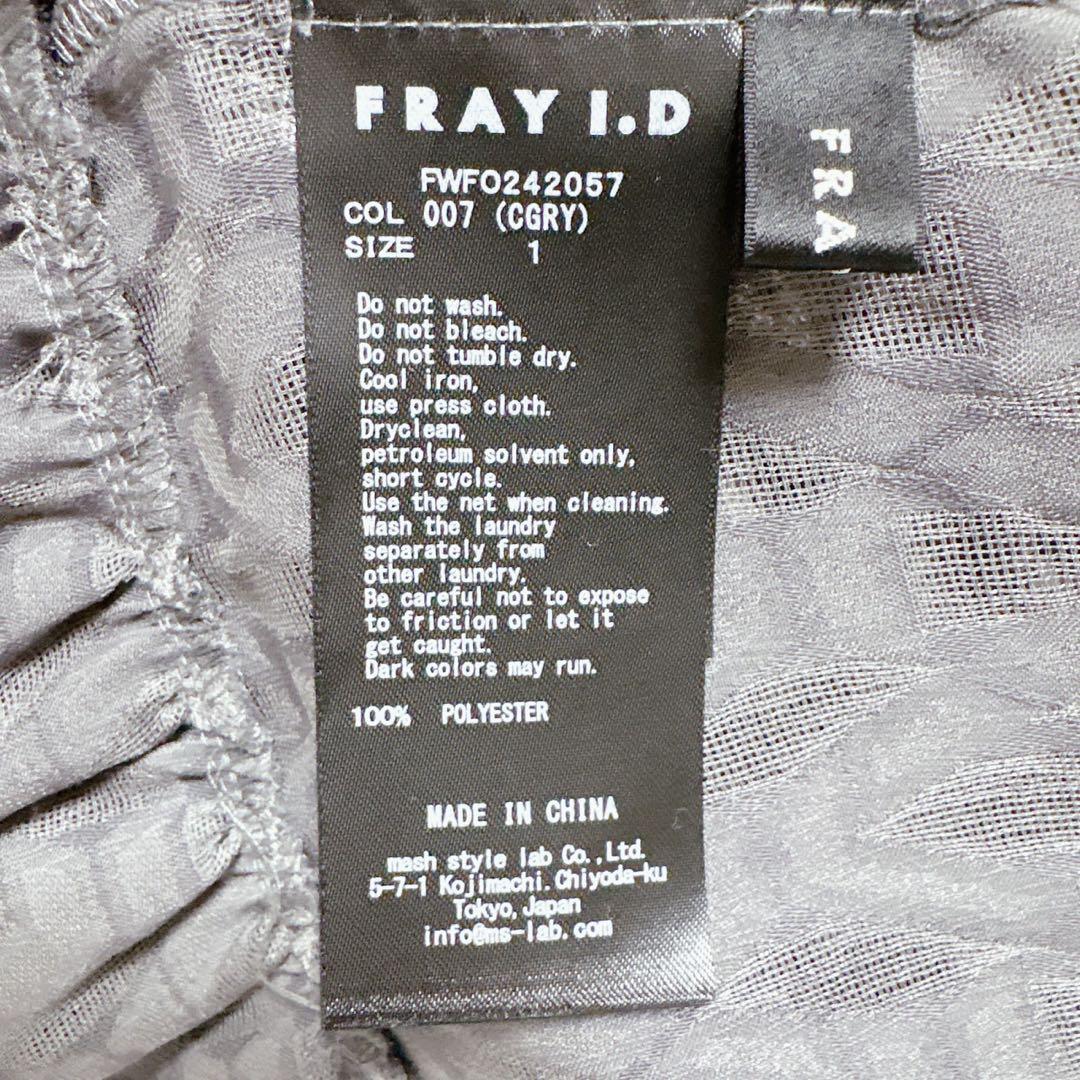 FRAY I.D
FWFO242057
COL 007 (CGRY)
SIZE 1
Do not wash.
Do not bleach.
Do not tumble dry.
Cool iron,
use press cloth.
Dryclean,
petroleum solvent only,
short cycle.
Use the net when cleaning.
Wash the laundry
separately from
other laundry.
Be careful not to expose
to friction or let it
get caught.
Dark colors may run.
100% POLYESTER
MADE IN CHINA
mash style lab Co.,Ltd.
5-7-1 Kojimachi.Chiyoda-ku
Tokyo,Japan
info@ms-lab.com
FRA